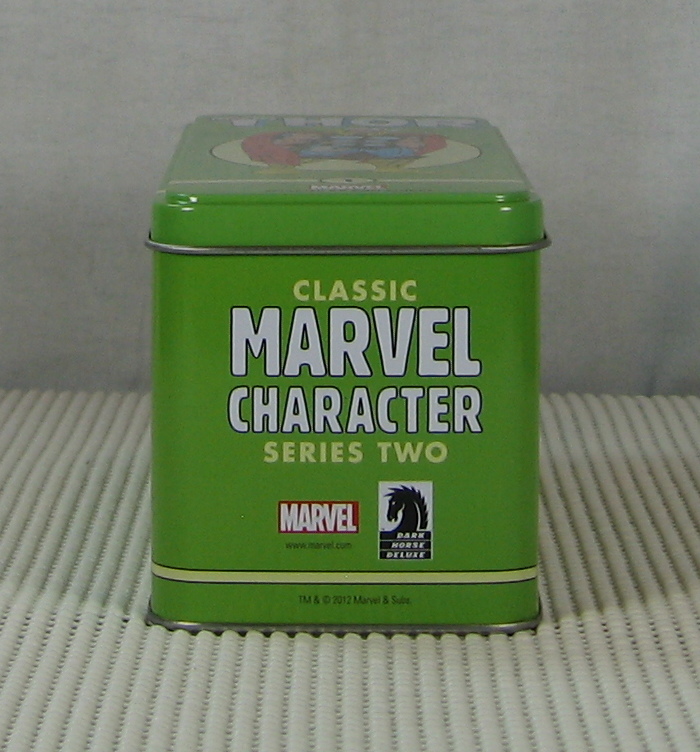 THOR
MARVEL
CLASSIC
MARVEL
CHARACTER
SERIES TWO
MARVEL
www.marvel.com
DARK
HORSE
DELUXE
TM & © 2012 Marvel & Subs.